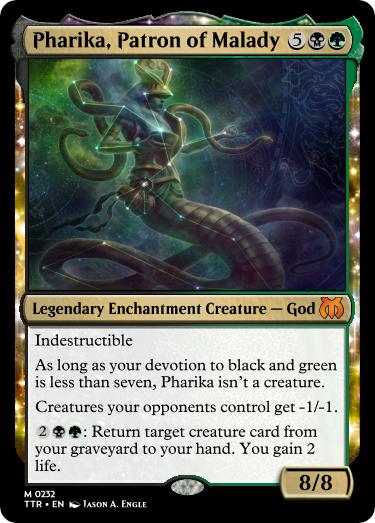 Pharika, Patron of Malady 5
Legendary Enchantment Creature — God
Indestructible
As long as your devotion to black and green
is less than seven, Pharika isn't a creature.
Creatures your opponents control get -1/-1.
2 : Return target creature card from
your graveyard to your hand. You gain 2
life.
8/8
M 0232
TTR • EN Jason A. Engle